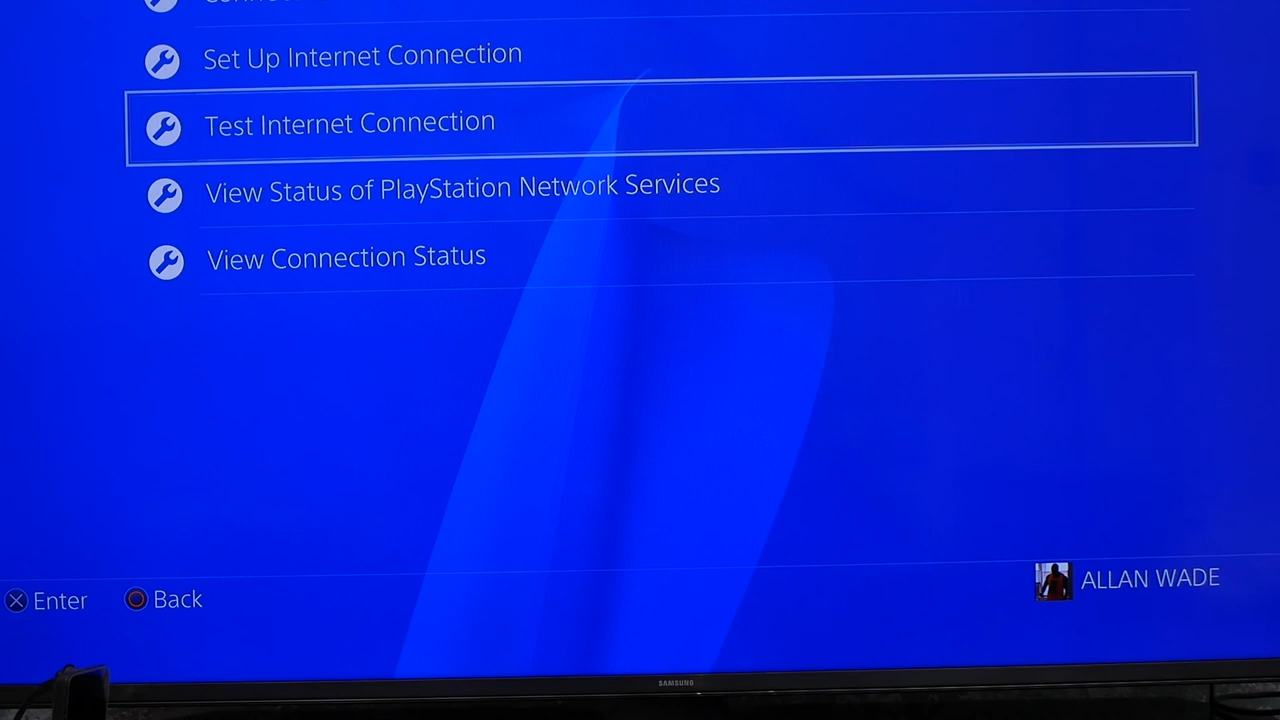 Set Up Internet Connection
Test Internet Connection
View Status of PlayStation Network Services
View Connection Status
Enter
Back
ALLAN WADE
SAMSUNG